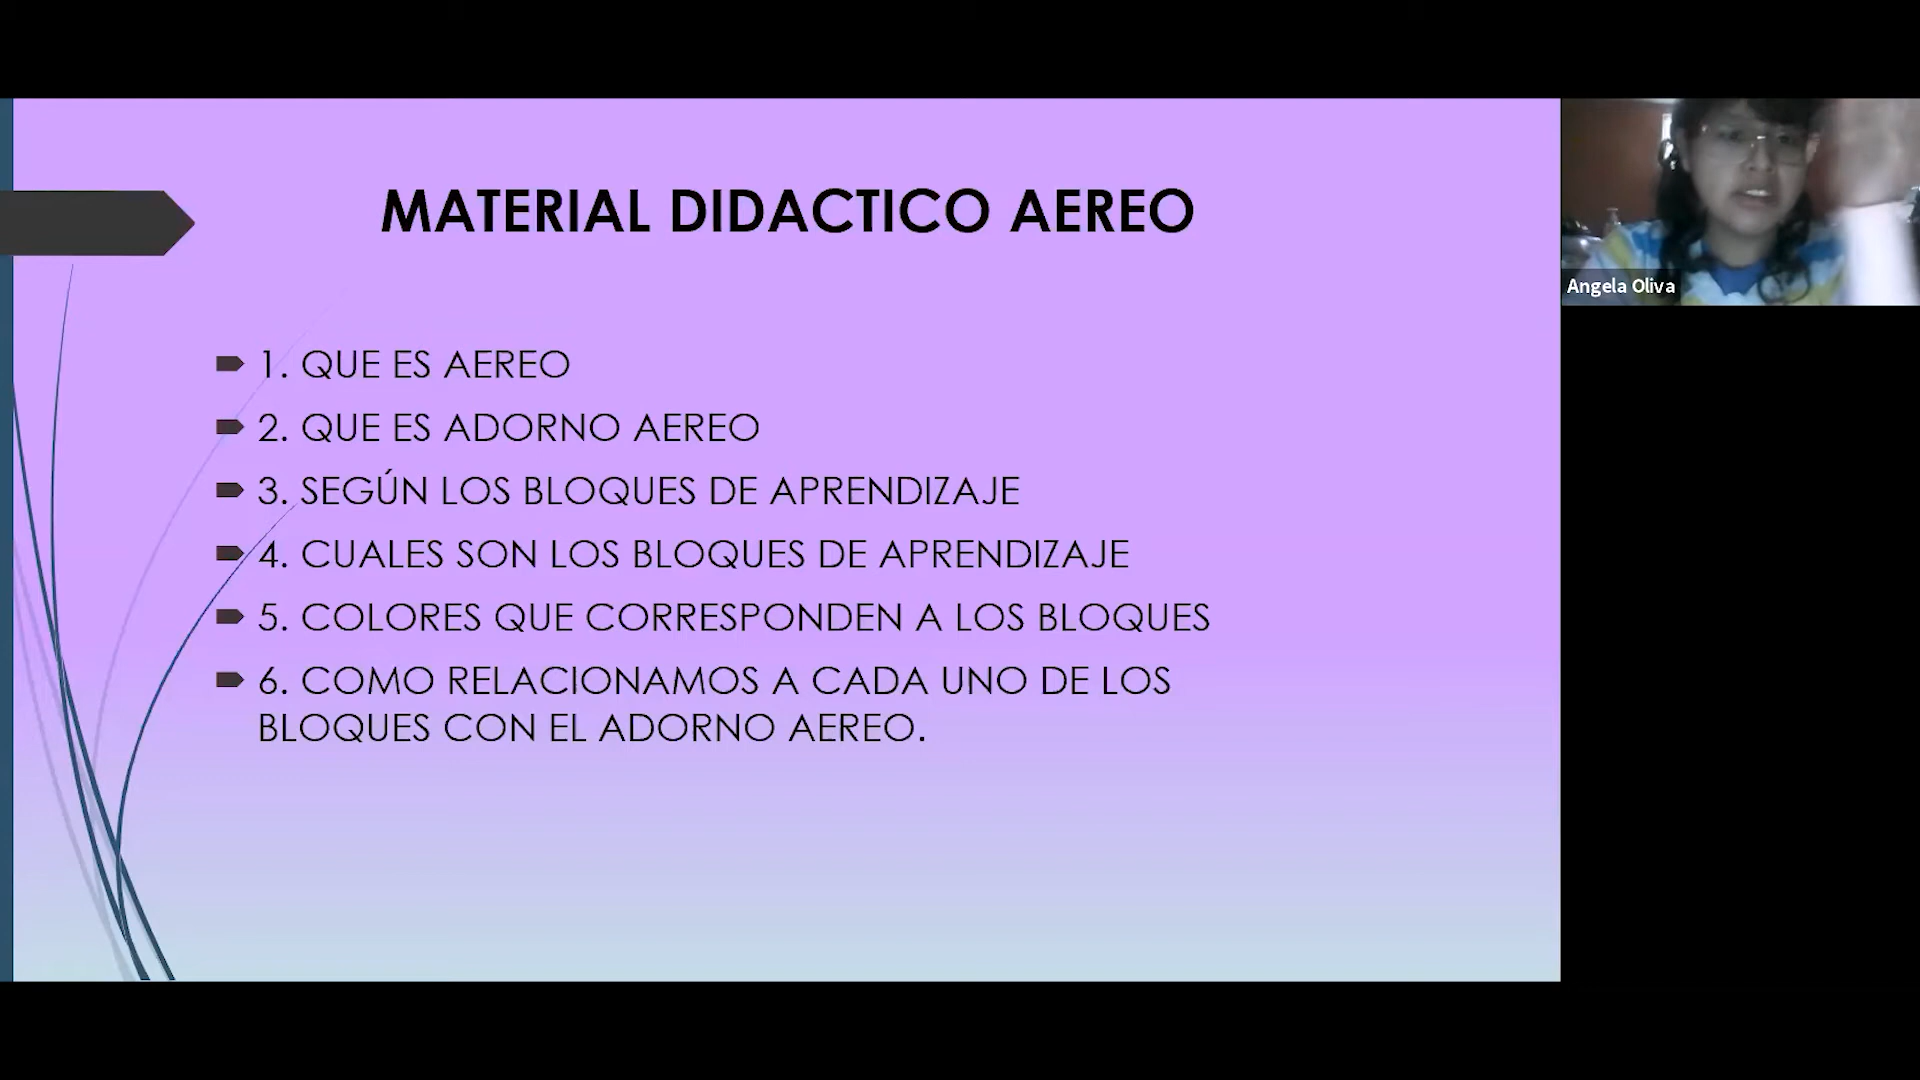 MATERIAL DIDACTICO AEREO
1. QUE ES AEREO
2. QUE ES ADORNO AEREO
3. SEGÚN LOS BLOQUES DE APRENDIZAJE
4. CUALES SON LOS BLOQUES DE APRENDIZAJE
5. COLORES QUE CORRESPONDEN A LOS BLOQUES
6. COMO RELACIONAMOS A CADA UNO DE LOS
BLOQUES CON EL ADORNO AEREO.
Angela Oliva